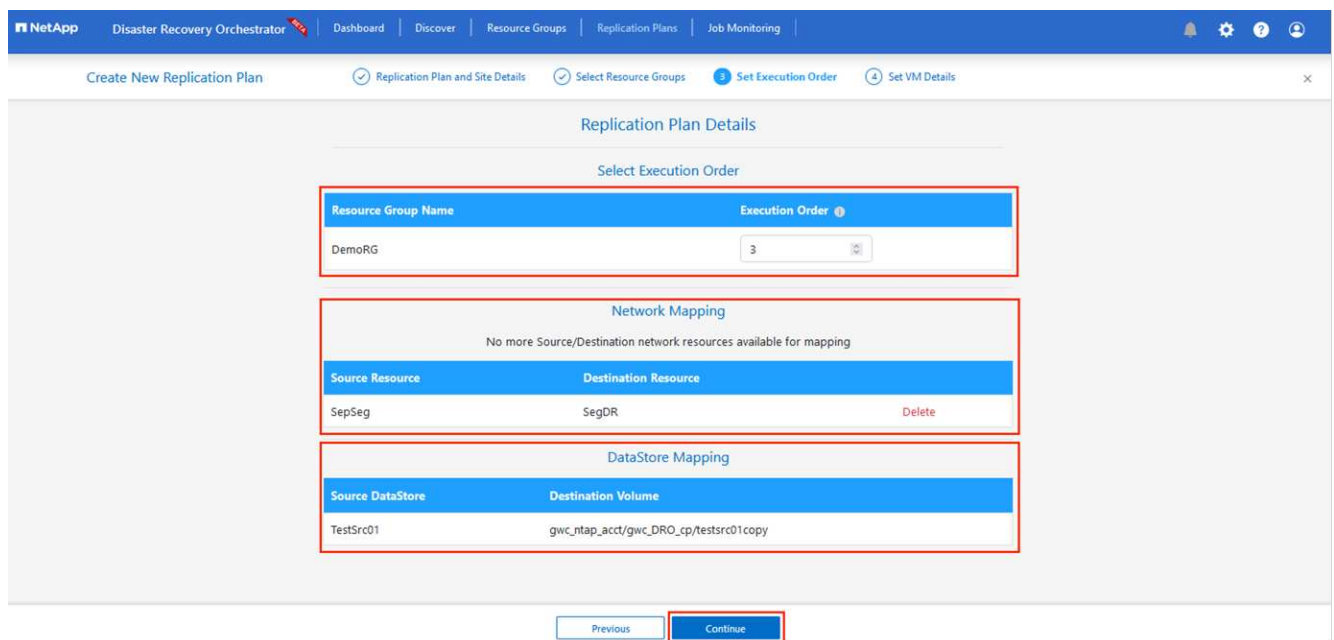 NetApp Disaster Recovery Orchestrator BETA Dashboard Discover Resource Groups Replication Plans Job Monitoring
Create New Replication Plan Replication Plan and Site Details Select Resource Groups 3 Set Execution Order 4 Set VM Details
Replication Plan Details
Select Execution Order
Resource Group Name Execution Order
DemoRG 3
Network Mapping
No more Source/Destination network resources available for mapping
Source Resource Destination Resource
SepSeg SegDR Delete
DataStore Mapping
Source DataStore Destination Volume
TestSrc01 gwc_ntap_acct/gwc_DRO_cp/testsrc01copy
Previous Continue